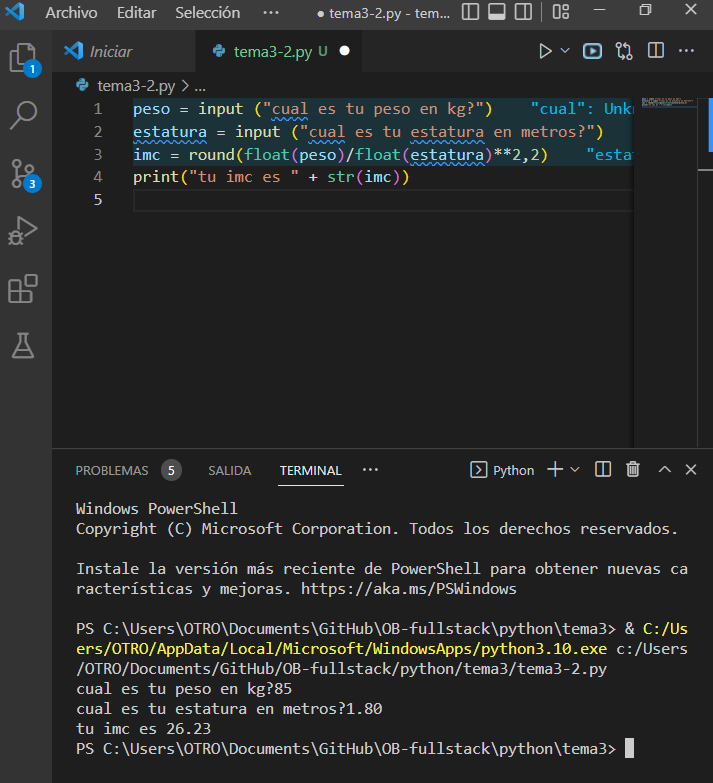 Archivo Editar Selección ··· ● tema3-2.py - tem...
Iniciar tema3-2.py U ●
tema3-2.py > ...
1 peso = input ("cual es tu peso en kg?") "cual": Unk
2 estatura = input ("cual es tu estatura en metros?")
3 imc = round(float(peso)/float(estatura)**2,2) "esta
4 print("tu imc es " + str(imc))
5
1
3
PROBLEMAS 5 SALIDA TERMINAL ··· Python
Windows PowerShell
Copyright (C) Microsoft Corporation. Todos los derechos reservados.
Instale la versión más reciente de PowerShell para obtener nuevas ca
racterísticas y mejoras. https://aka.ms/PSWindows
PS C:\Users\OTRO\Documents\GitHub\OB-fullstack\python\tema3> & C:/Us
ers/OTRO/AppData/Local/Microsoft/WindowsApps/python3.10.exe c:/Users
/OTRO/Documents/GitHub/OB-fullstack/python/tema3/tema3-2.py
cual es tu peso en kg?85
cual es tu estatura en metros?1.80
tu imc es 26.23
PS C:\Users\OTRO\Documents\GitHub\OB-fullstack\python\tema3>